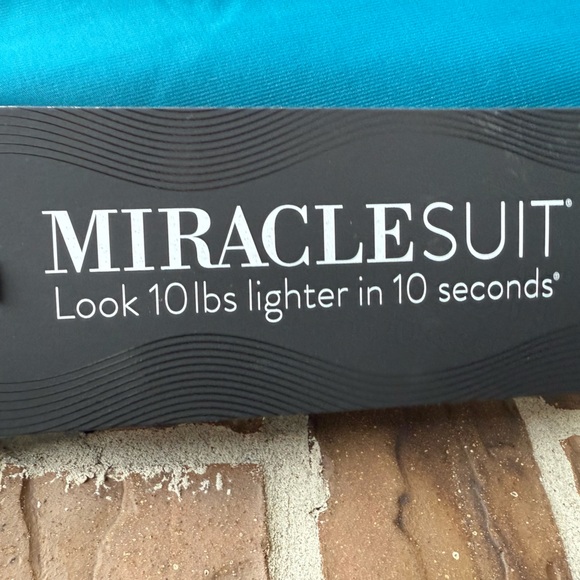 MIRACLESUIT®
Look 10lbs lighter in 10 seconds®